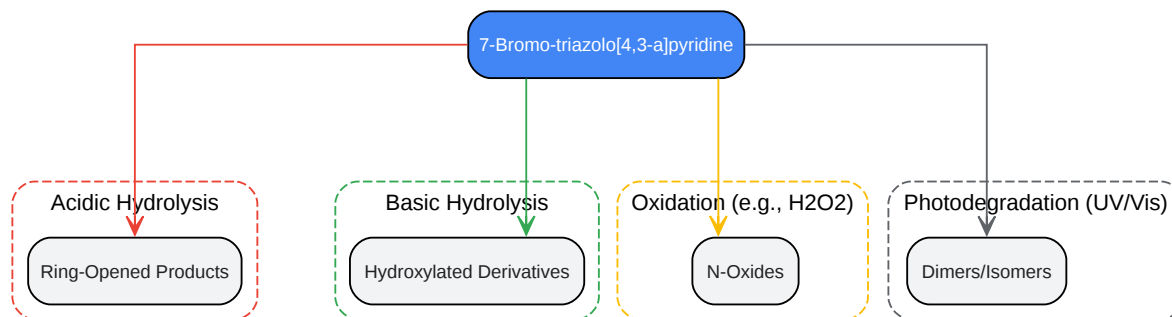 7-Bromo-triazolo[4,3-a]pyridine
Acidic Hydrolysis
Basic Hydrolysis
Oxidation (e.g., H2O2)
Photodegradation (UV/Vis)
Ring-Opened Products
Hydroxylated Derivatives
N-Oxides
Dimers/Isomers